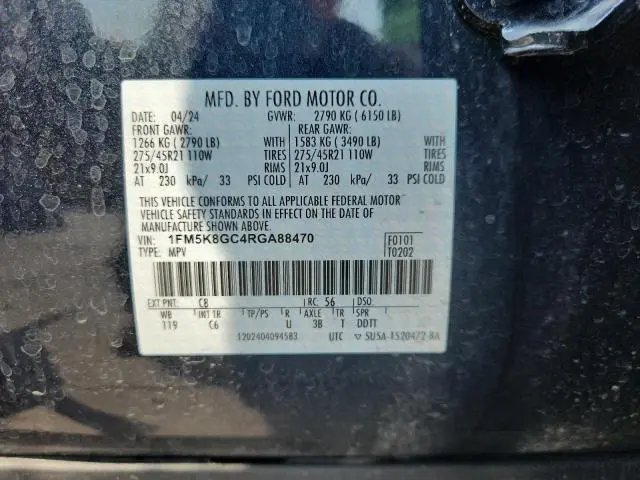 MFD. BY FORD MOTOR CO.
DATE: 04/24 GVWR: 2790 KG ( 6150 LB)
FRONT GAWR: REAR GAWR:
1266 KG ( 2790 LB) WITH 1583 KG ( 3490 LB) WITH
275/45R21 110W TIRES 275/45R21 110W TIRES
21x9.0J RIMS 21x9.0J RIMS
AT 230 kPa/ 33 PSI COLD AT 230 kPa/ 33 PSI COLD
THIS VEHICLE CONFORMS TO ALL APPLICABLE FEDERAL MOTOR
VEHICLE SAFETY STANDARDS IN EFFECT ON THE DATE OF
MANUFACTURE SHOWN ABOVE.
VIN: 1FM5K8GC4RGA88470 F0101
TYPE: MPV T0202
EXT PNT: C8 RC: 56 DSO:
WB INT TR TP/PS R AXLE TR SPR
119 C6 U 3B T DDTT
1202404094583 UTC ▽ 5U5A-1520472-BA